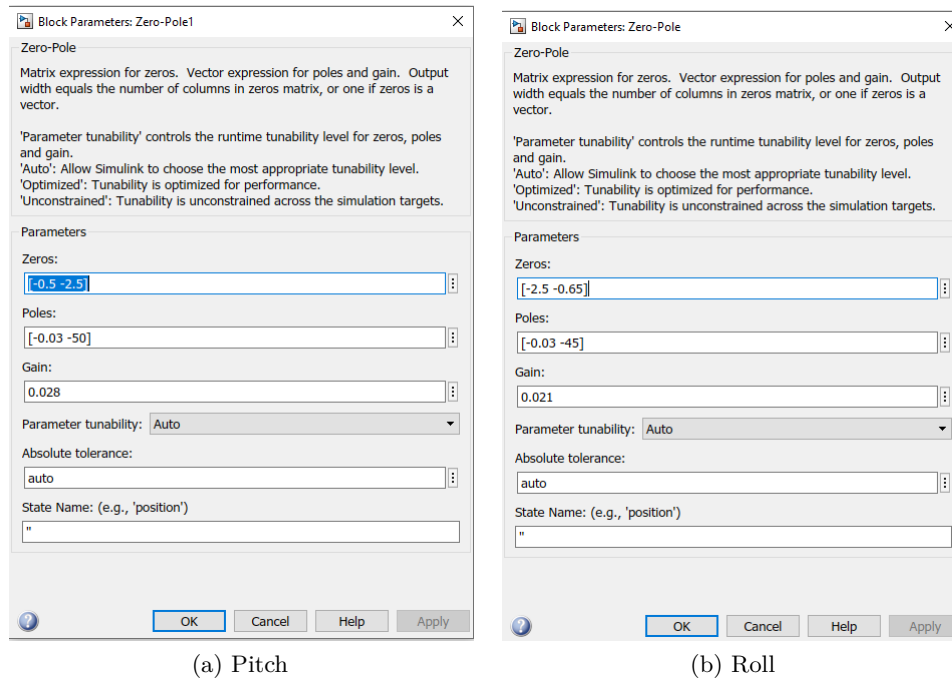 Block Parameters: Zero-Pole1
Zero-Pole
Matrix expression for zeros. Vector expression for poles and gain. Output
width equals the number of columns in zeros matrix, or one if zeros is a
vector.
'Parameter tunability' controls the runtime tunability level for zeros, poles
and gain.
'Auto': Allow Simulink to choose the most appropriate tunability level.
'Optimized': Tunability is optimized for performance.
'Unconstrained': Tunability is unconstrained across the simulation targets.
Parameters
Zeros:
[-0.5 -2.5]
Poles:
[-0.03 -50]
Gain:
0.028
Parameter tunability: Auto
Absolute tolerance:
auto
State Name: (e.g., 'position')
''
OK Cancel Help Apply
(a) Pitch
Block Parameters: Zero-Pole
Zero-Pole
Matrix expression for zeros. Vector expression for poles and gain. Output
width equals the number of columns in zeros matrix, or one if zeros is a
vector.
'Parameter tunability' controls the runtime tunability level for zeros, poles
and gain.
'Auto': Allow Simulink to choose the most appropriate tunability level.
'Optimized': Tunability is optimized for performance.
'Unconstrained': Tunability is unconstrained across the simulation targets.
Parameters
Zeros:
[-2.5 -0.65]
Poles:
[-0.03 -45]
Gain:
0.021
Parameter tunability: Auto
Absolute tolerance:
auto
State Name: (e.g., 'position')
''
OK Cancel Help Apply
(b) Roll